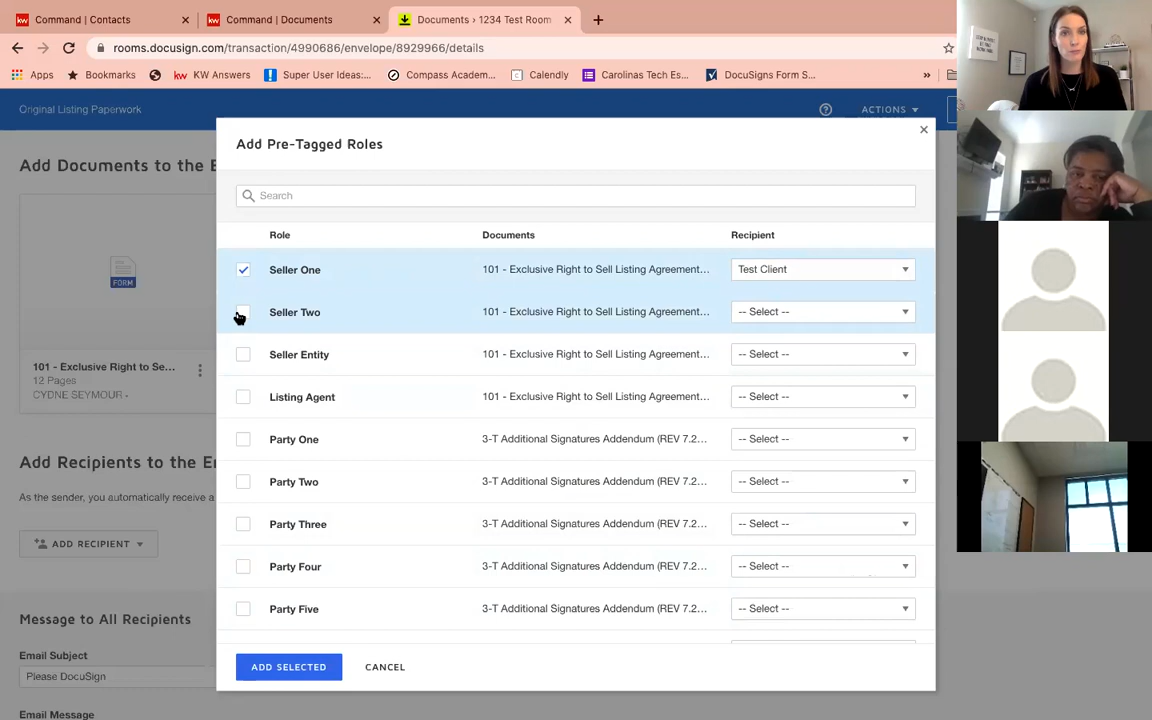 Command | Contacts
Command | Documents
Documents › 1234 Test Room
rooms.docusign.com/transaction/4990686/envelope/8929966/details
Apps
Bookmarks
kw KW Answers
Super User Ideas:...
Compass Academ...
Calendly
Carolinas Tech Es...
DocuSigns Form S...
Original Listing Paperwork
ACTIONS
Add Documents to the E
FORM
101 - Exclusive Right to Se...
12 Pages
CYDNE SEYMOUR -
Add Recipients to the En
As the sender, you automatically receive a
ADD RECIPIENT
Message to All Recipients
Email Subject
Please DocuSign
Email Message
Add Pre-Tagged Roles
Search
Role Documents Recipient
Seller One 101 - Exclusive Right to Sell Listing Agreement... Test Client
Seller Two 101 - Exclusive Right to Sell Listing Agreement... -- Select --
Seller Entity 101 - Exclusive Right to Sell Listing Agreement... -- Select --
Listing Agent 101 - Exclusive Right to Sell Listing Agreement... -- Select --
Party One 3-T Additional Signatures Addendum (REV 7.2... -- Select --
Party Two 3-T Additional Signatures Addendum (REV 7.2... -- Select --
Party Three 3-T Additional Signatures Addendum (REV 7.2... -- Select --
Party Four 3-T Additional Signatures Addendum (REV 7.2... -- Select --
Party Five 3-T Additional Signatures Addendum (REV 7.2... -- Select --
ADD SELECTED
CANCEL